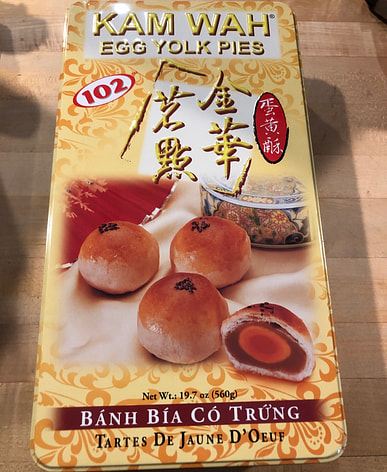 KAM WAH®
EGG YOLK PIES
102
金華
茗點
蛋黃酥
Net Wt.: 19.7 oz (560g)
BÁNH BÍA CÓ TRỨNG
TARTES DE JAUNE D'OEUF